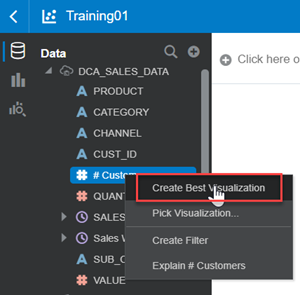 Training01
Data
Click here o
DCA_SALES_DATA
A PRODUCT
A CATEGORY
A CHANNEL
A CUST_ID
# Custom
Create Best Visualization
QUANT
Pick Visualization...
SALES
Sales W
Create Filter
A SUB_C
Explain # Customers
VALUE